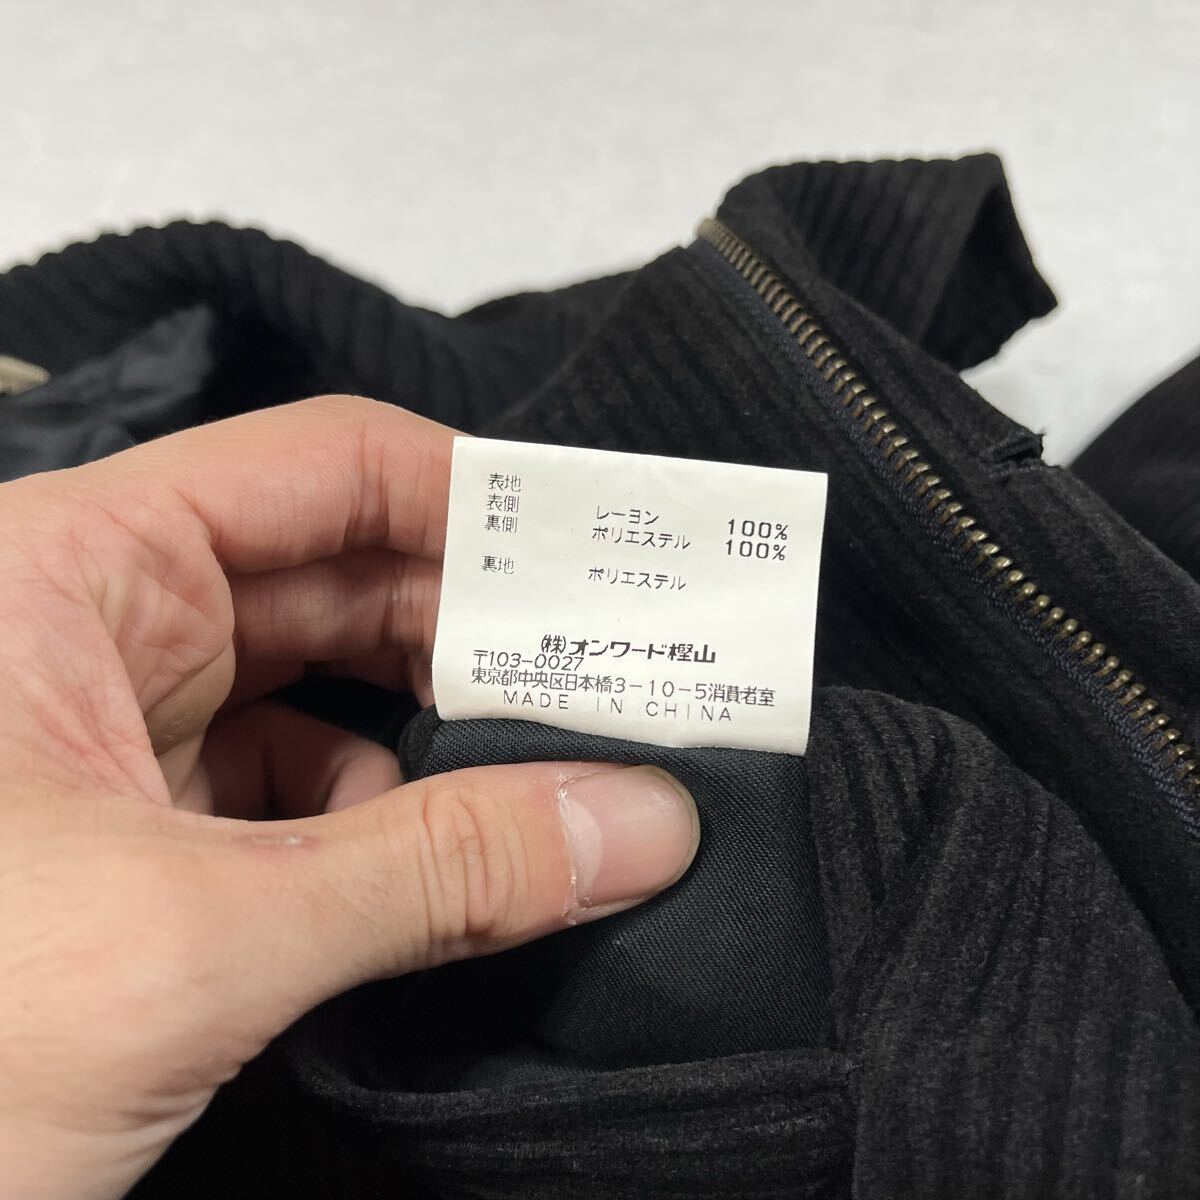 表地
表側 レーヨン 100%
裏側 ポリエステル 100%
裏地 ポリエステル
(株)オンワード樫山
〒103-0027
東京都中央区日本橋3-10-5消費者室
MADE IN CHINA